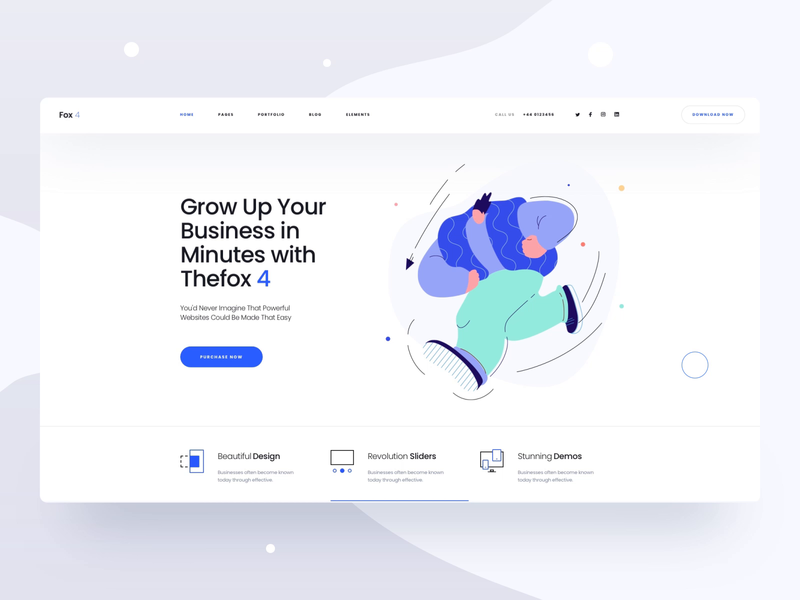 Fox 4
HOME PAGES PORTFOLIO BLOG ELEMENTS
CALL US +44 0123456
DOWNLOAD NOW
Grow Up Your
Business in
Minutes with
Thefox 4
You'd Never Imagine That Powerful
Websites Could Be Made That Easy
PURCHASE NOW
Beautiful Design
Businesses often become known
today through effective.
Revolution Sliders
Businesses often become known
today through effective.
Stunning Demos
Businesses often become known
today through effective.